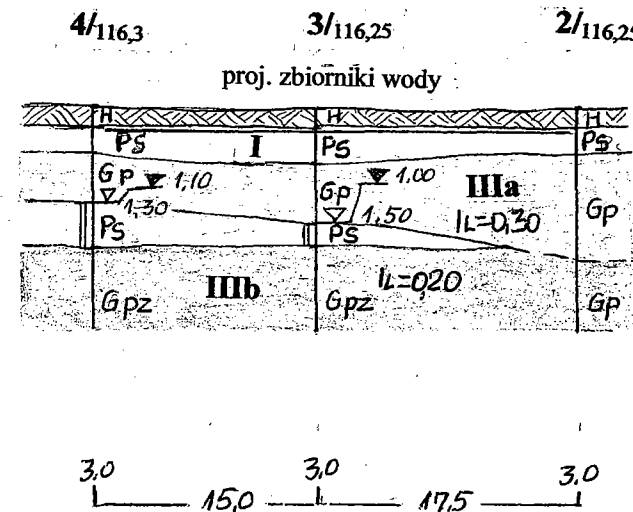 4/116,3 3/116,25 2/116,25
proj. zbiorniki wody
H H H
PS I PS PS
Gp 1,10 Gp 1,00 IIIa
1,30 1,50 IL=0,30 Gp
PS PS
Gpz IIIb Gpz IL=0,20 Gp
3,0 3,0 3,0
15,0 17,5